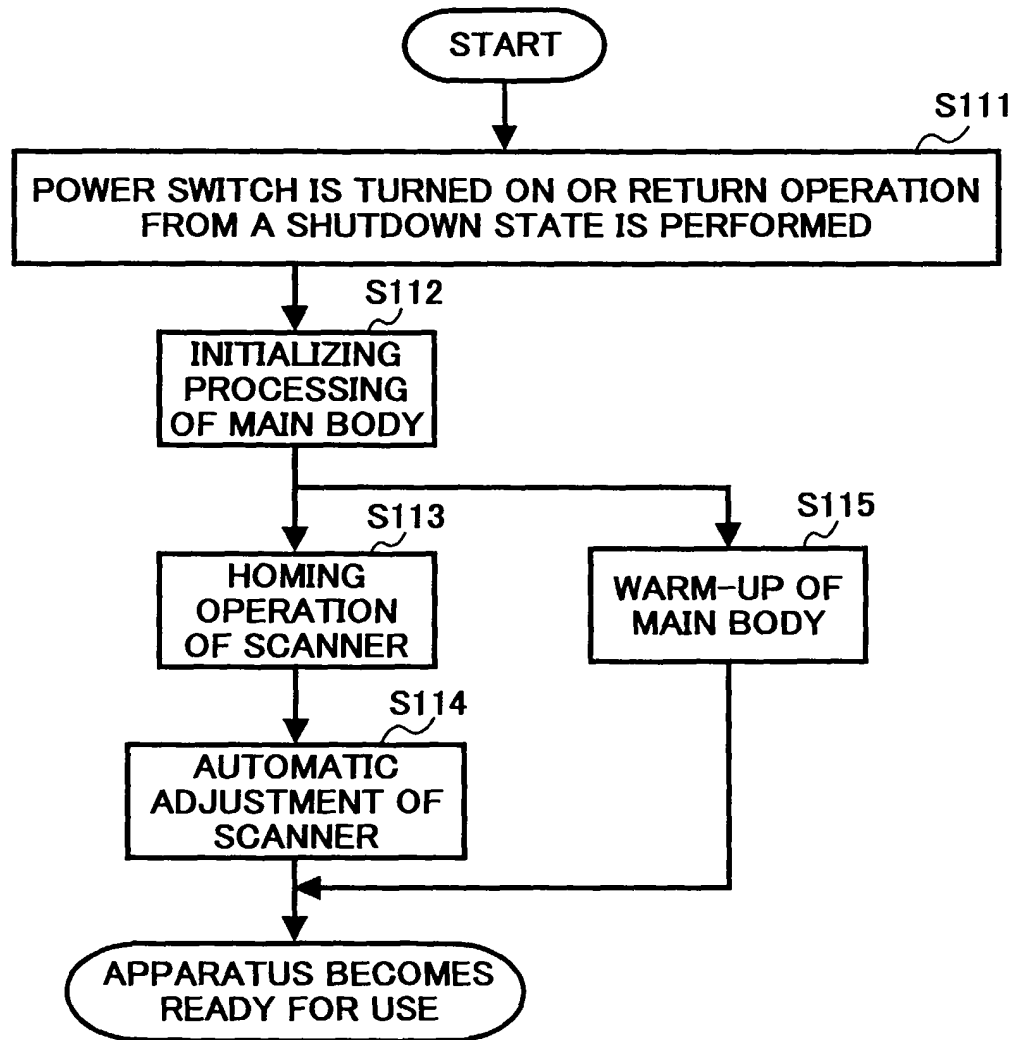 START
S111
POWER SWITCH IS TURNED ON OR RETURN OPERATION
FROM A SHUTDOWN STATE IS PERFORMED
S112
INITIALIZING
PROCESSING
OF MAIN BODY
S113
HOMING
OPERATION
OF SCANNER
S115
WARM-UP OF
MAIN BODY
S114
AUTOMATIC
ADJUSTMENT OF
SCANNER
APPARATUS BECOMES
READY FOR USE